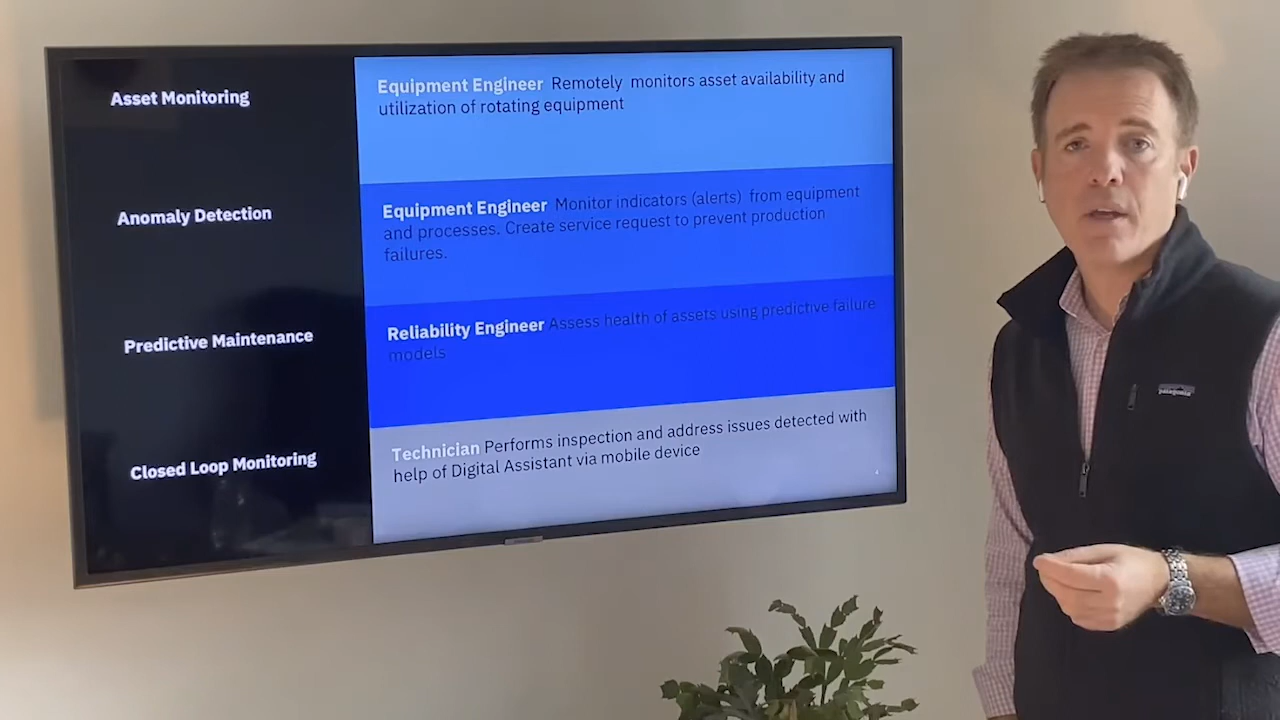 Asset Monitoring
Equipment Engineer Remotely monitors asset availability and
utilization of rotating equipment
Anomaly Detection
Equipment Engineer Monitor indicators (alerts) from equipment
and processes. Create service request to prevent production
failures.
Predictive Maintenance
Reliability Engineer Assess health of assets using predictive failure
models
Closed Loop Monitoring
Technician Performs inspection and address issues detected with
help of Digital Assistant via mobile device
patagonia